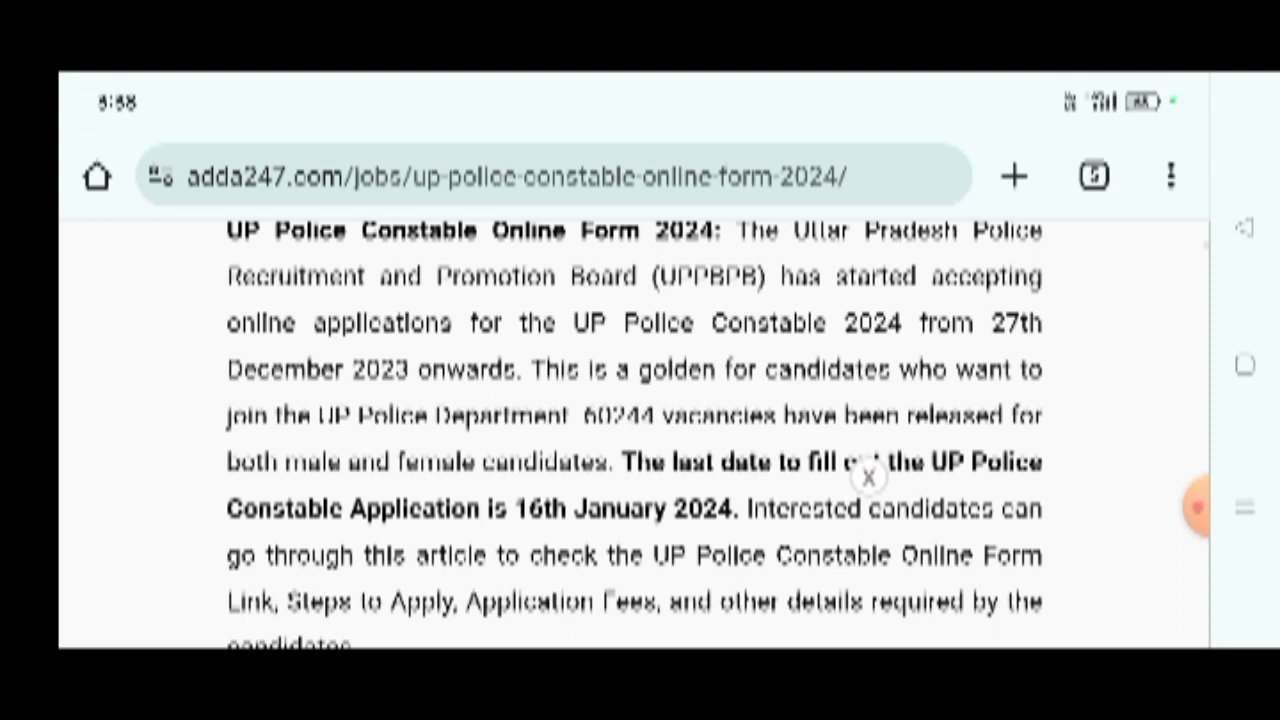 5:58
adda247.com/jobs/up-police-constable-online-form-2024/
5
UP Police Constable Online Form 2024: The Uttar Pradesh Police
Recruitment and Promotion Board (UPPBPB) has started accepting
online applications for the UP Police Constable 2024 from 27th
December 2023 onwards. This is a golden for candidates who want to
join the UP Police Department 60244 vacancies have been released for
both male and female candidates. The last date to fill out the UP Police
X
Constable Application is 16th January 2024. Interested candidates can
go through this article to check the UP Police Constable Online Form
Link, Steps to Apply, Application Fees, and other details required by the
candidates